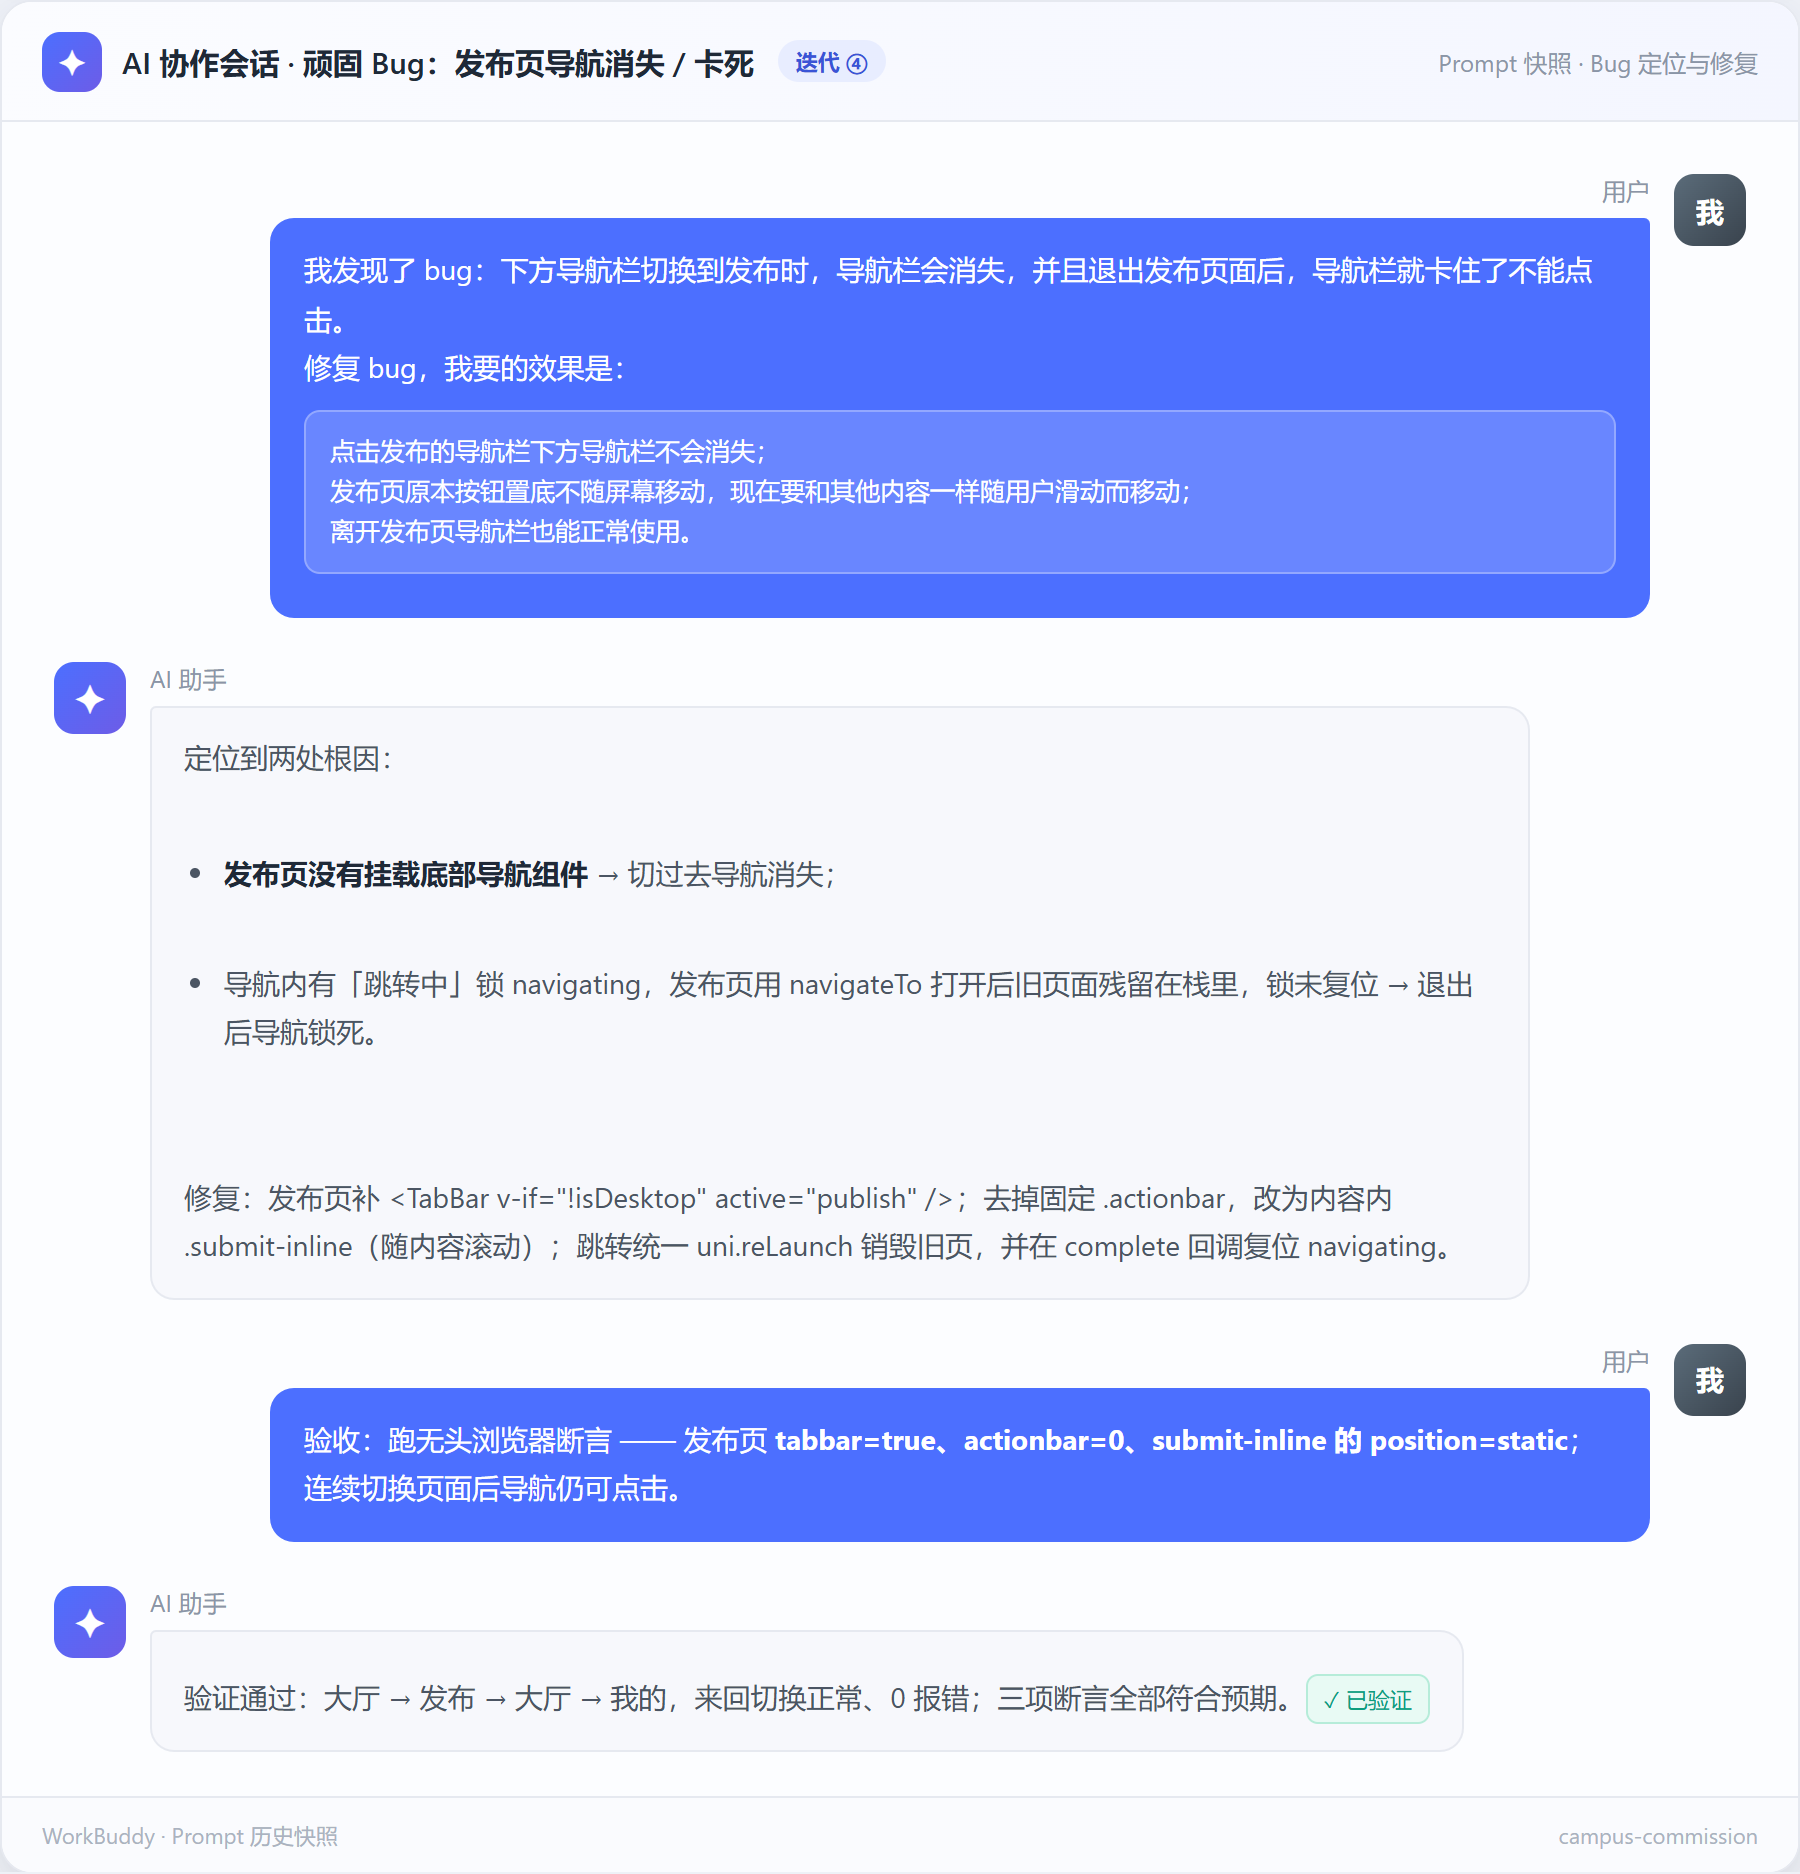 AI 协作会话 · 顽固 Bug：发布页导航消失 / 卡死
迭代 ④
Prompt 快照 · Bug 定位与修复
用户
我
我发现了 bug：下方导航栏切换到发布时，导航栏会消失，并且退出发布页面后，导航栏就卡住了不能点
击。
修复 bug，我要的效果是：
点击发布的导航栏下方导航栏不会消失；
发布页原本按钮置底不随屏幕移动，现在要和其他内容一样随用户滑动而移动；
离开发布页导航栏也能正常使用。
AI 助手
定位到两处根因：
• 发布页没有挂载底部导航组件 → 切过去导航消失；
• 导航内有「跳转中」锁 navigating，发布页用 navigateTo 打开后旧页面残留在栈里，锁未复位 → 退出
后导航锁死。
修复：发布页补 <TabBar v-if="!isDesktop" active="publish" />；去掉固定 .actionbar，改为内容内
.submit-inline（随内容滚动）；跳转统一 uni.reLaunch 销毁旧页，并在 complete 回调复位 navigating。
用户
我
验收：跑无头浏览器断言 —— 发布页 tabbar=true、actionbar=0、submit-inline 的 position=static；
连续切换页面后导航仍可点击。
AI 助手
验证通过：大厅 → 发布 → 大厅 → 我的，来回切换正常、0 报错；三项断言全部符合预期。 ✓ 已验证
WorkBuddy · Prompt 历史快照
campus-commission